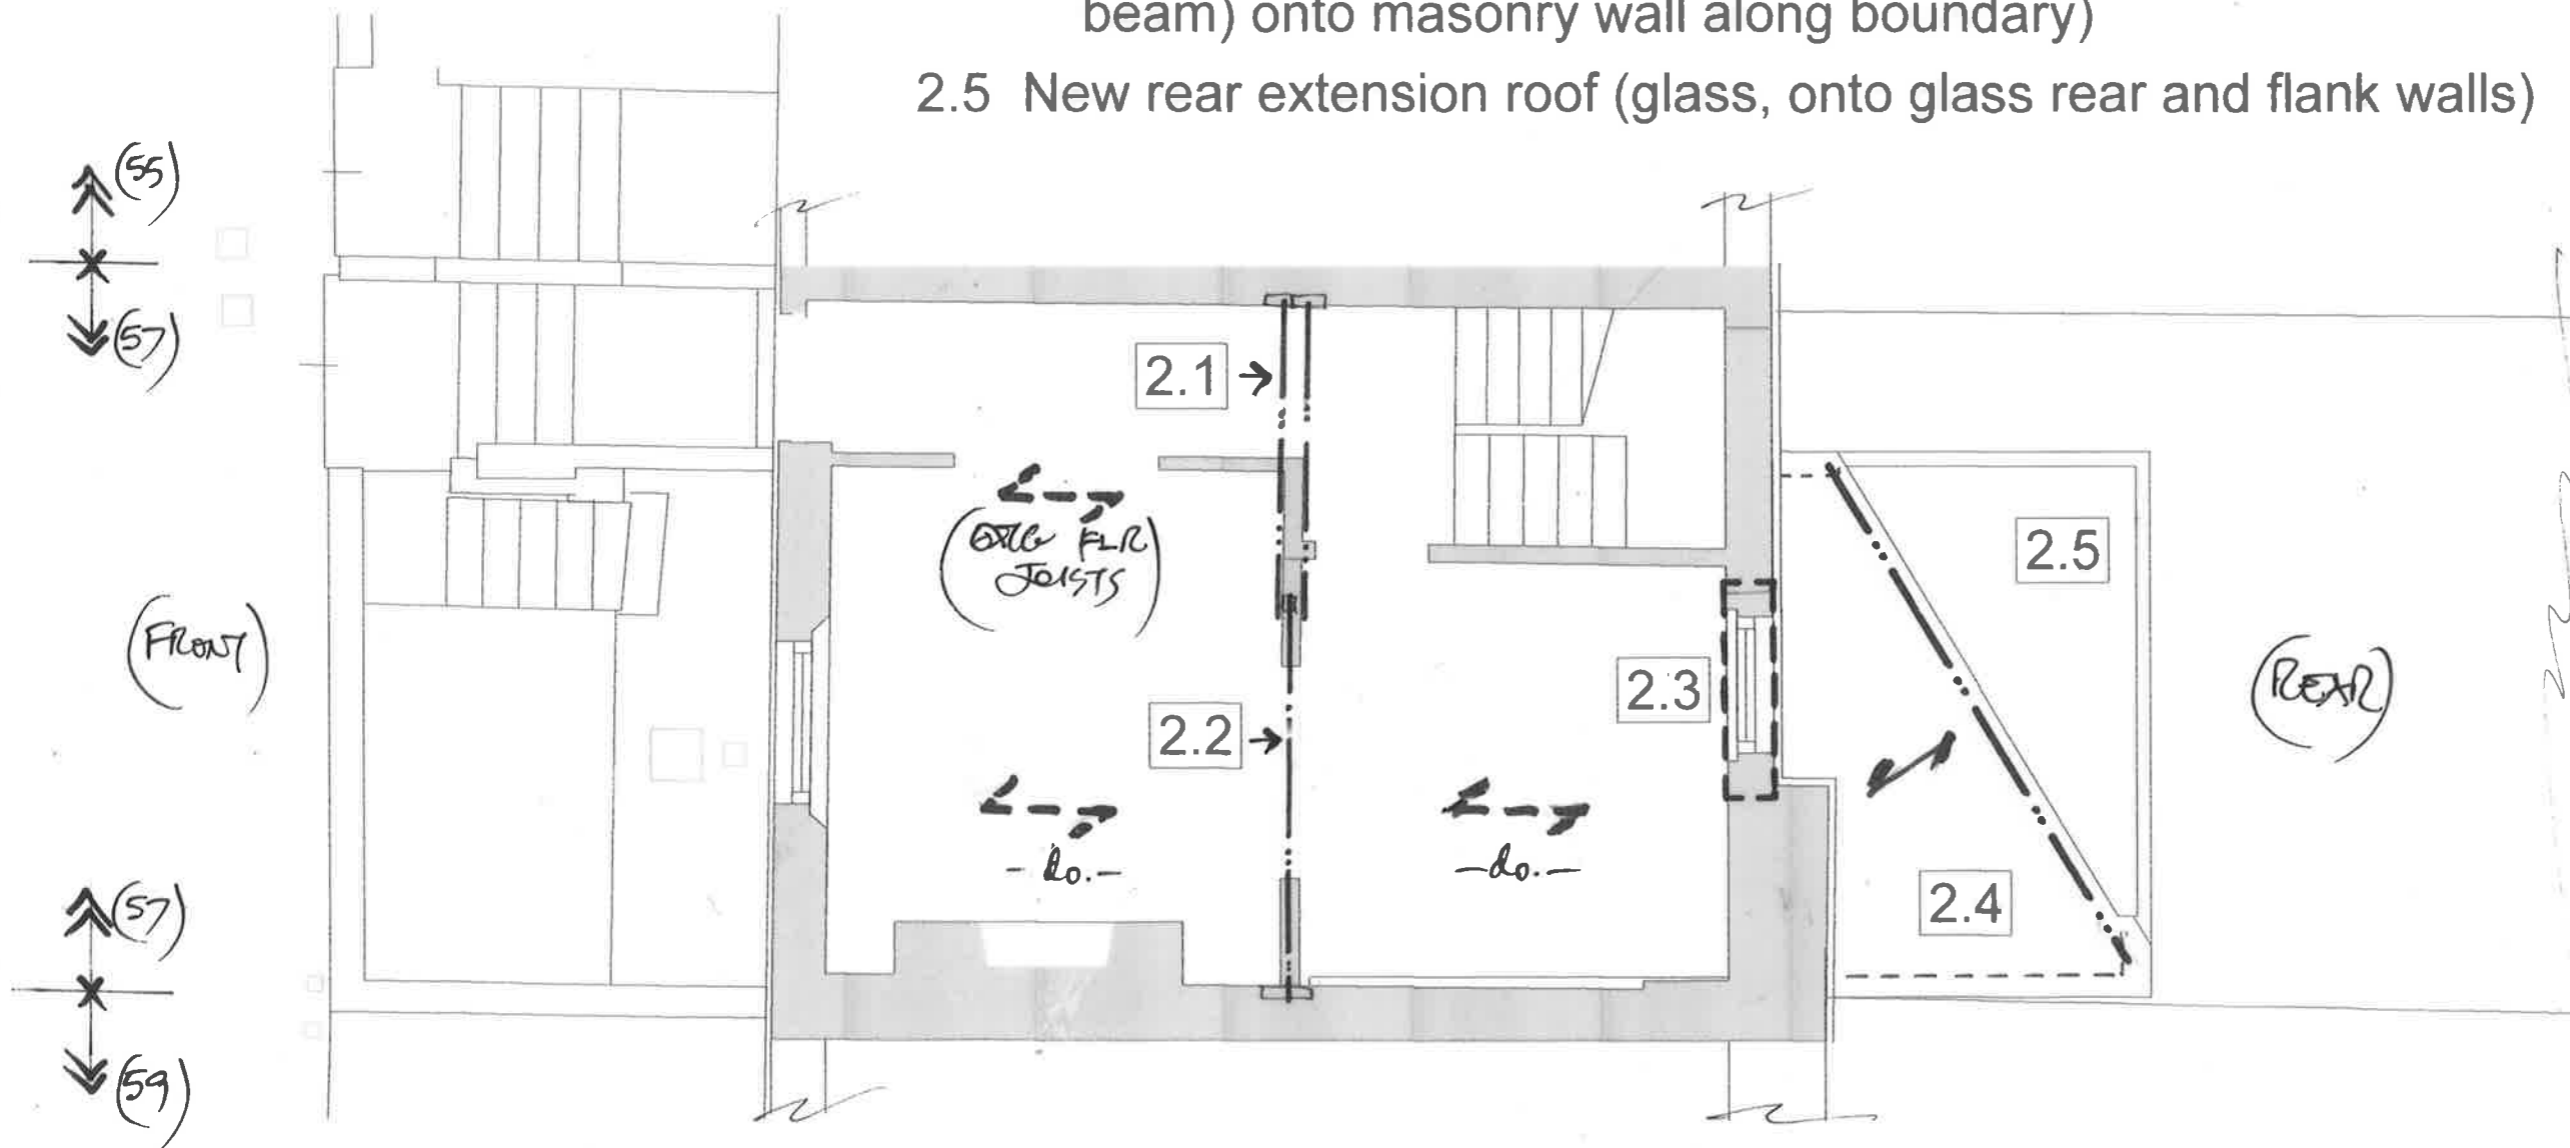 beam) onto masonry wall along boundary)
2.5 New rear extension roof (glass, onto glass rear and flank walls)
(55)
(57)
2.1
(EXTG FLR
JOISTS)
2.5
(FRONT)
2.3
(REAR)
2.2
-do.-
-do.-
2.4
(57)
(59)